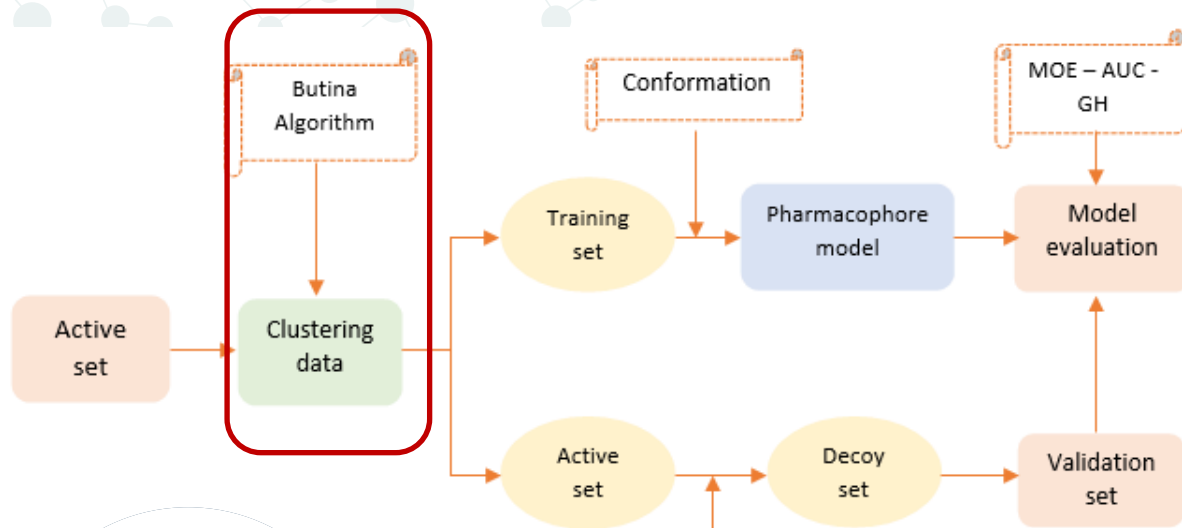 Butina
Algorithm
Conformation
MOE – AUC -
GH
Training
set
Pharmacophore
model
Model
evaluation
Active
set
Clustering
data
Active
set
Decoy
set
Validation
set